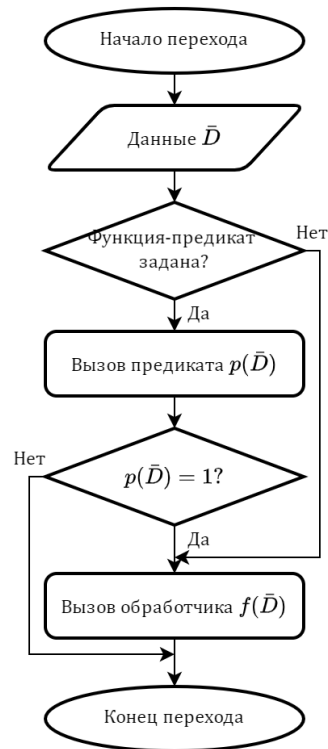 Начало перехода
Данные D̄
Функция-предикат
задана?
Нет
Да
Вызов предиката p(D̄)
Нет
p(D̄) = 1?
Да
Вызов обработчика f(D̄)
Конец перехода